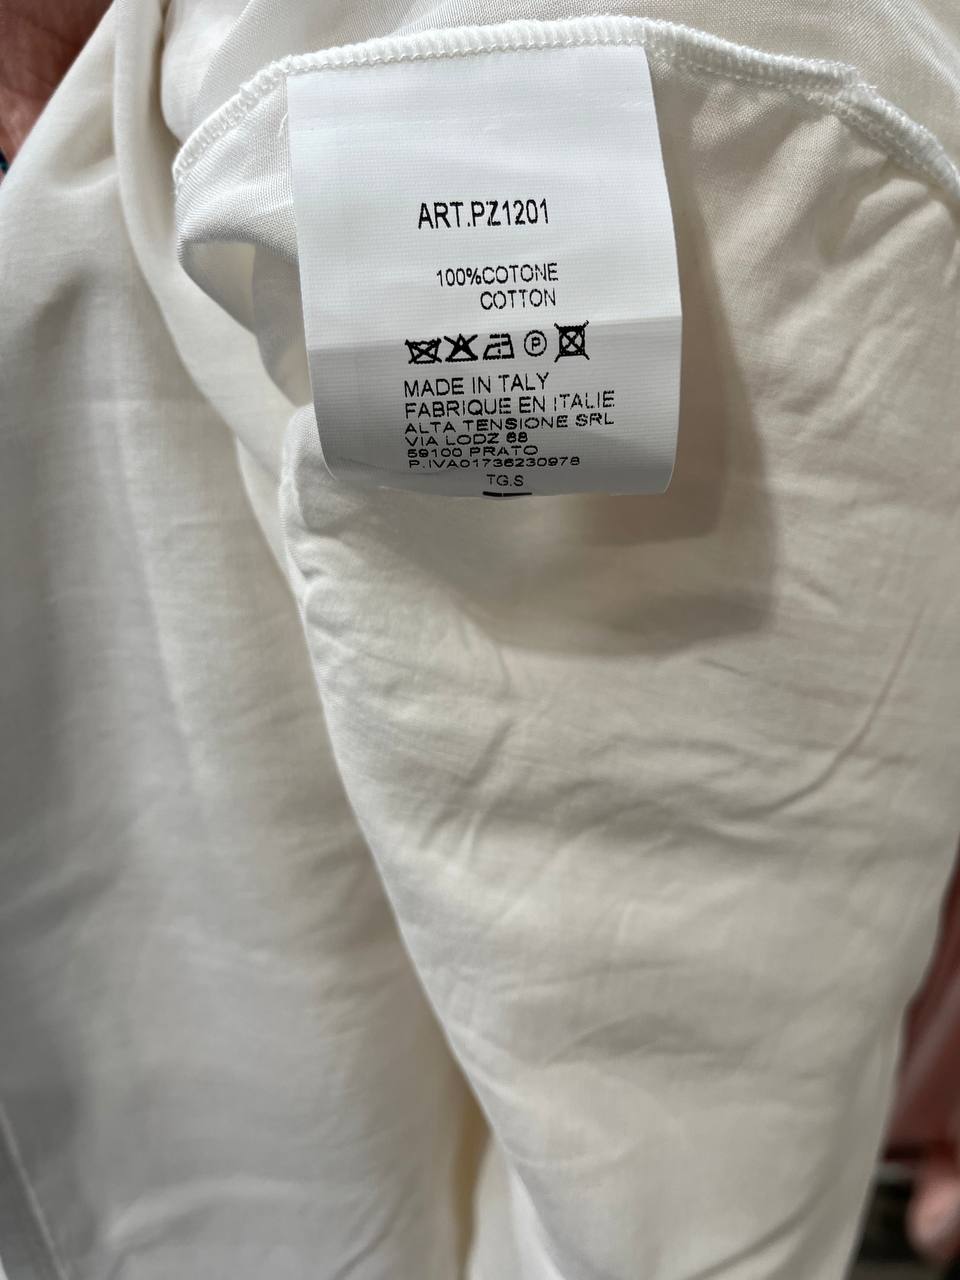 ART.PZ1201
100%COTONE
COTTON
P
MADE IN TALY
FABRIQUE EN ITALIE
ALTA TENSIONE SRL
VIA LODZ 68
59100 PRATO
P.IVA01736230978
TG.S